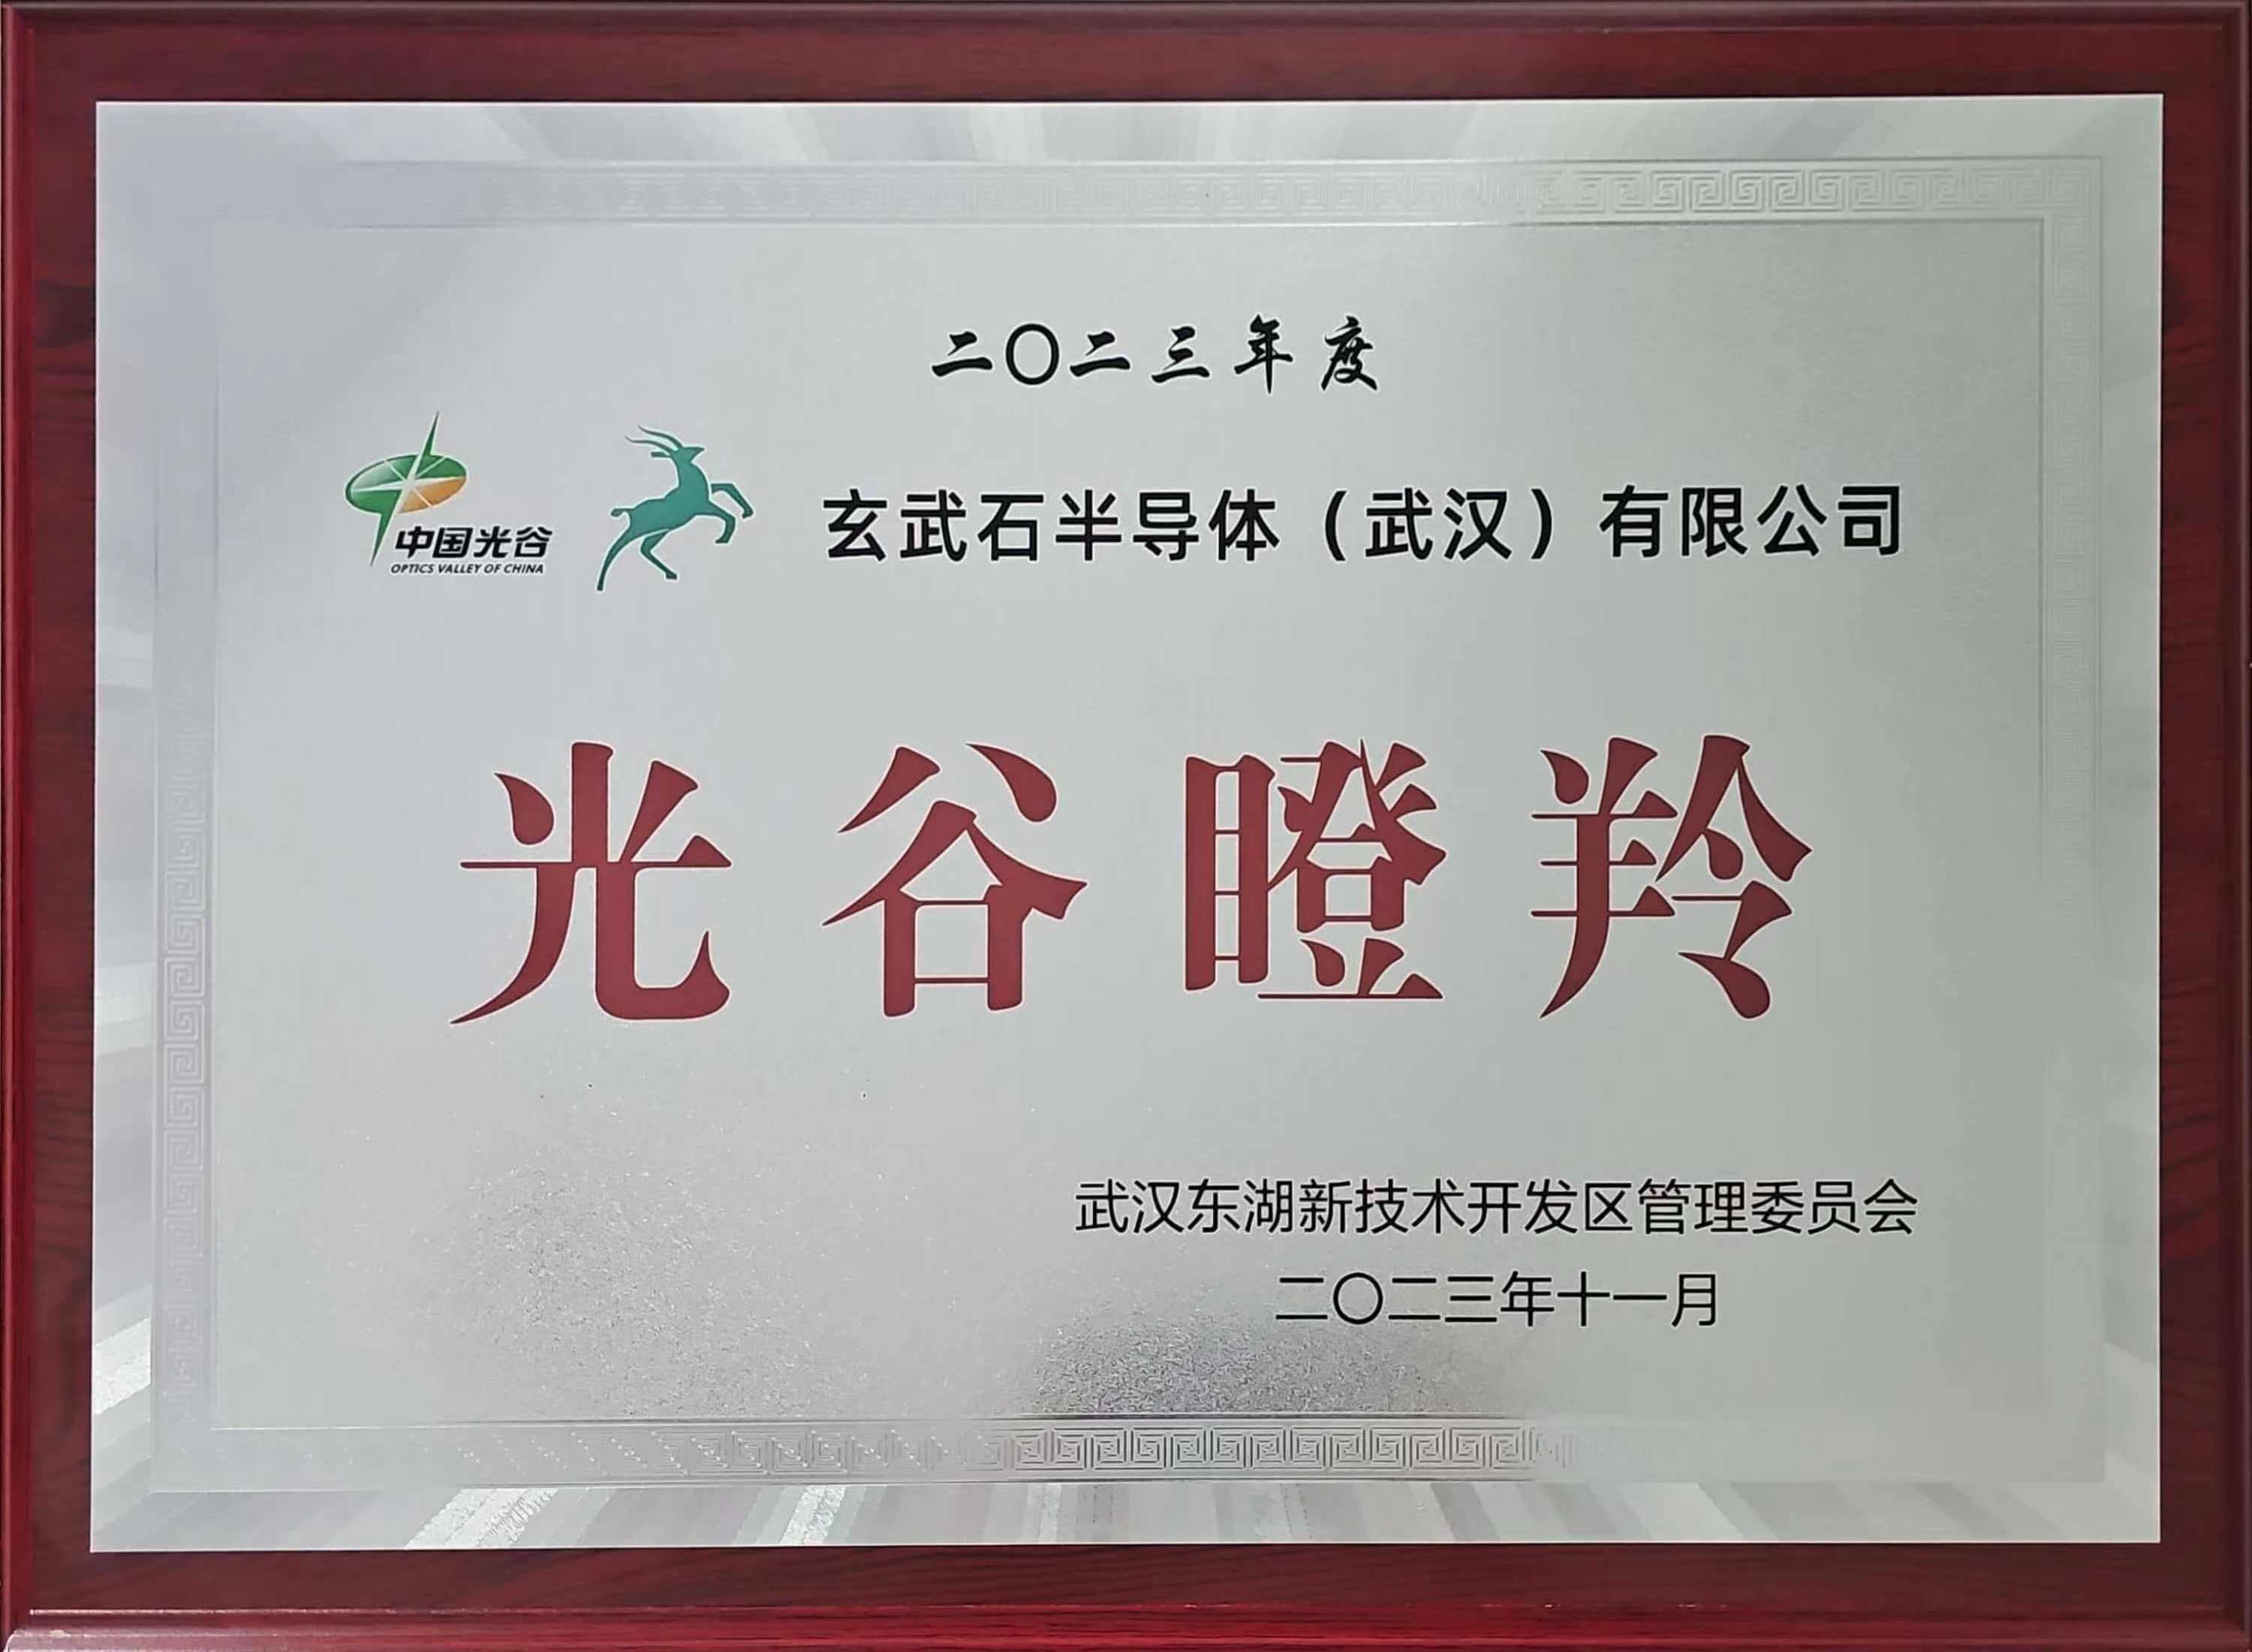 二〇二三年度
中国光谷
OPTICS VALLEY OF CHINA
玄武石半导体（武汉）有限公司
光谷瞪羚
武汉东湖新技术开发区管理委员会
二〇二三年十一月